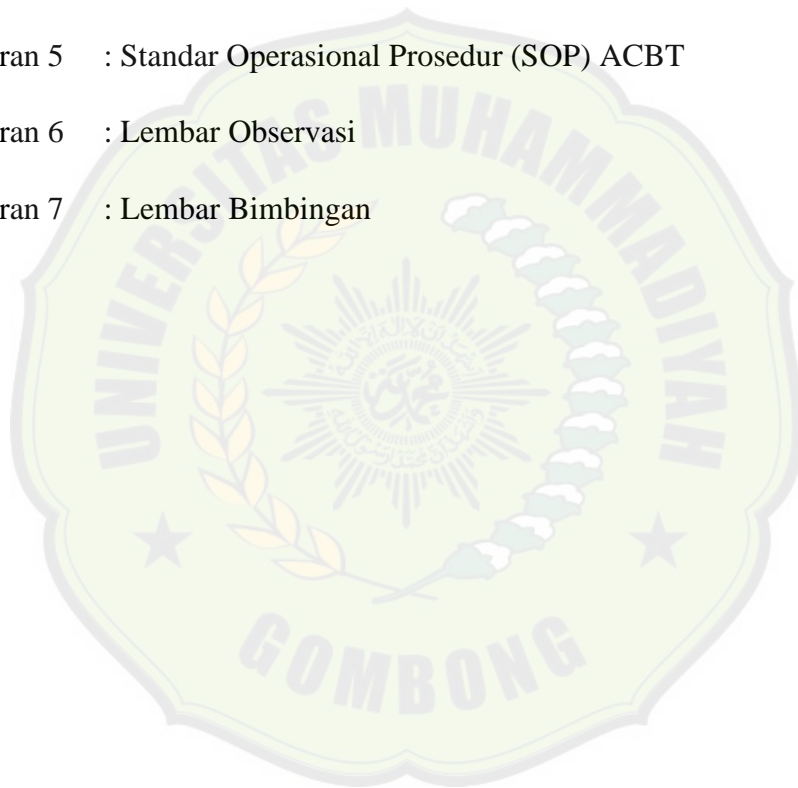 ran 5 : Standar Operasional Prosedur (SOP) ACBT
ran 6 : Lembar Observasi
ran 7 : Lembar Bimbingan
UNIVERSITAS MUHAMMADIYAH
GOMBONG